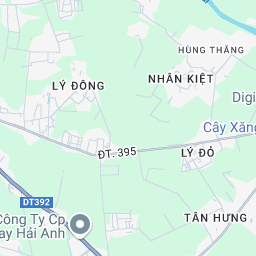 HÙNG THẮNG
NHÂN KIỆT
LÝ ĐÔNG
Digi
Cây Xăng
ĐT. 395
LÝ ĐỎ
DT392
Công Ty Cp
ay Hải Anh
TÂN HƯNG